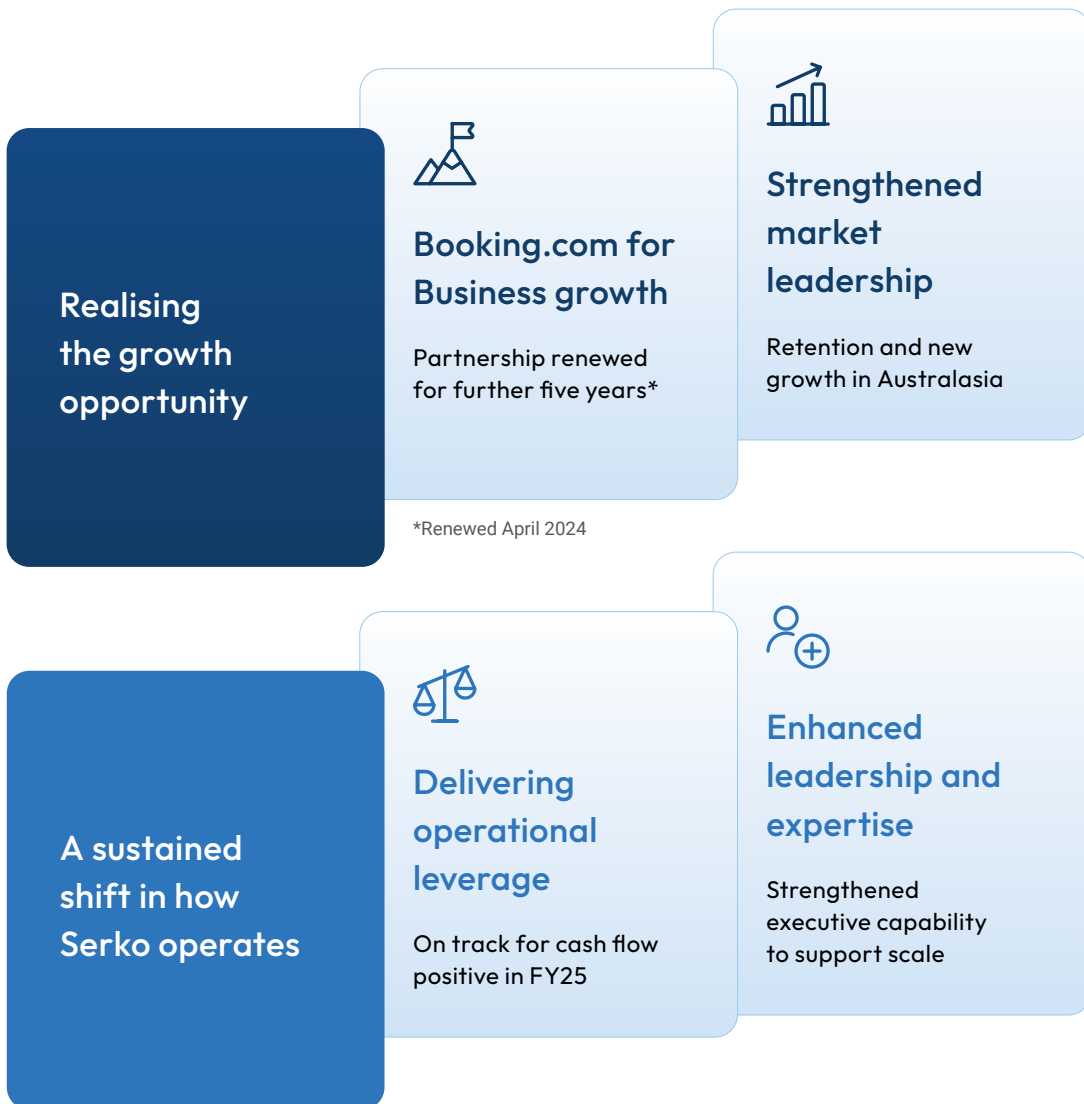 Realising
the growth
opportunity
Booking.com for
Business growth
Partnership renewed
for further five years*
*Renewed April 2024
Strengthened
market
leadership
Retention and new
growth in Australasia
A sustained
shift in how
Serko operates
Delivering
operational
leverage
On track for cash flow
positive in FY25
Enhanced
leadership and
expertise
Strengthened
executive capability
to support scale